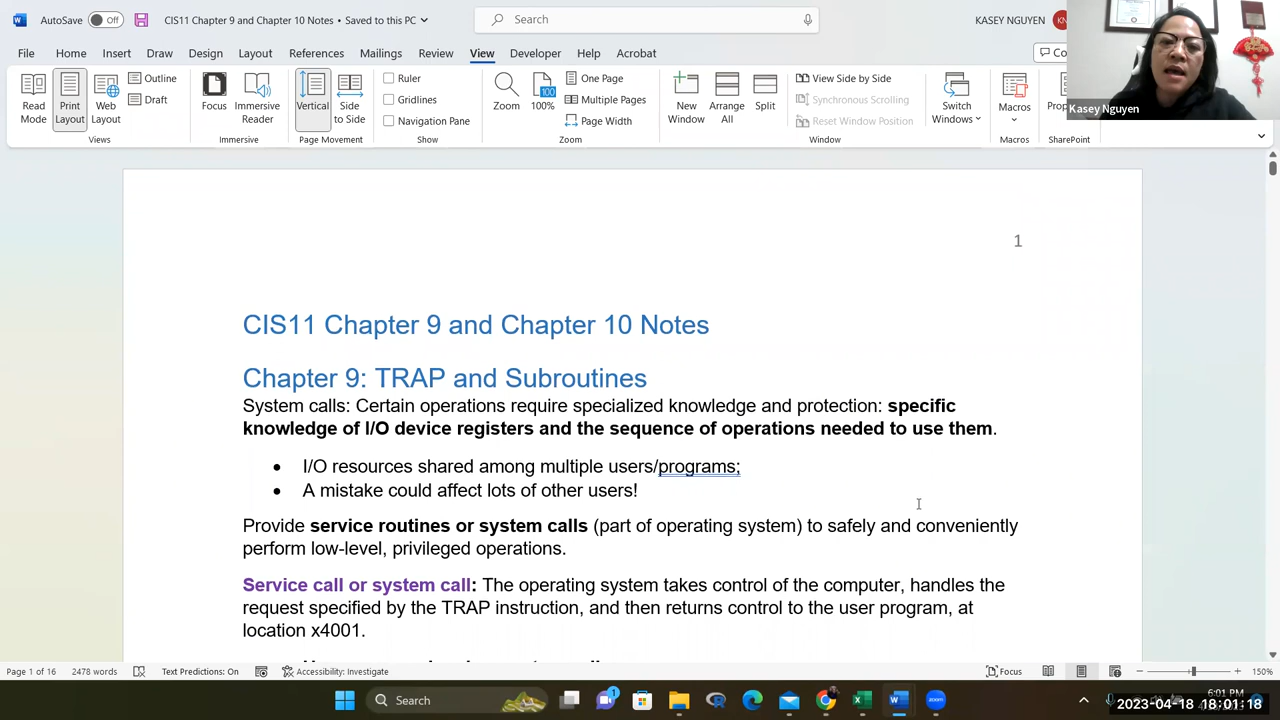 AutoSave Off CIS11 Chapter 9 and Chapter 10 Notes • Saved to this PC Search KASEY NGUYEN
File Home Insert Draw Design Layout References Mailings Review View Developer Help Acrobat
Read Mode Print Layout Web Layout Outline Draft Focus Immersive Reader Vertical Side to Side Ruler Gridlines Navigation Pane Zoom 100 100% One Page Multiple Pages Page Width New Window Arrange All Split View Side by Side Synchronous Scrolling Reset Window Position Switch Windows Macros
Views Immersive Page Movement Show Zoom Window Macros SharePoint
Kasey Nguyen
1
CIS11 Chapter 9 and Chapter 10 Notes
Chapter 9: TRAP and Subroutines
System calls: Certain operations require specialized knowledge and protection: specific
knowledge of I/O device registers and the sequence of operations needed to use them.
• I/O resources shared among multiple users/programs;
• A mistake could affect lots of other users!
Provide service routines or system calls (part of operating system) to safely and conveniently
perform low-level, privileged operations.
Service call or system call: The operating system takes control of the computer, handles the
request specified by the TRAP instruction, and then returns control to the user program, at
location x4001.
Page 1 of 16 2478 words Text Predictions: On Accessibility: Investigate Focus 150%
Search 1 zoom 6:01 PM
2023-04-18 18:01:18